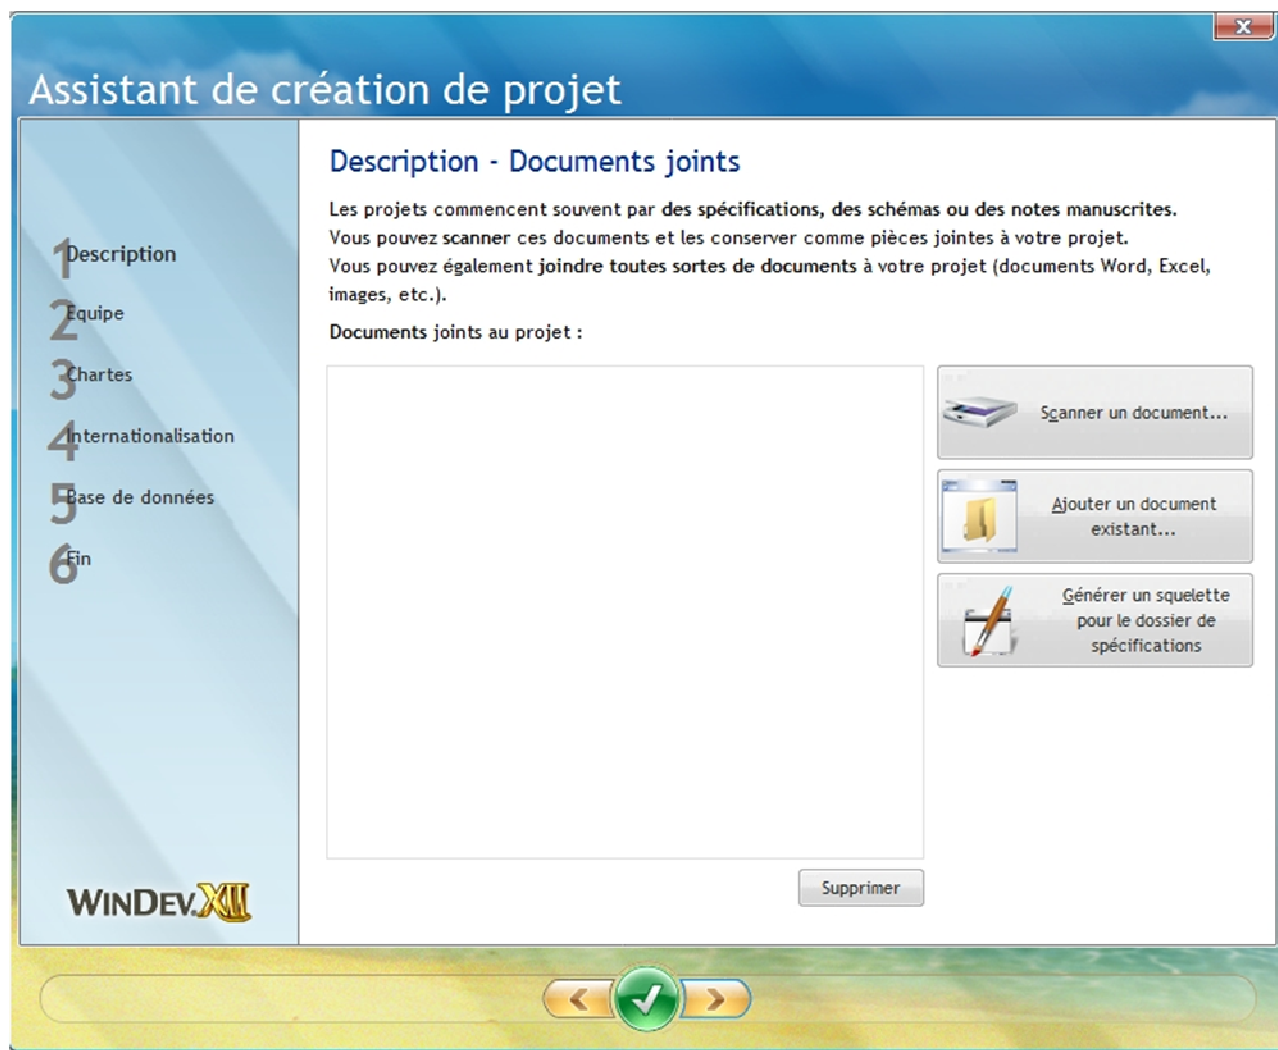 Assistant de création de projet
Description - Documents joints
Les projets commencent souvent par des spécifications, des schémas ou des notes manuscrites.
Vous pouvez scanner ces documents et les conserver comme pièces jointes à votre projet.
Vous pouvez également joindre toutes sortes de documents à votre projet (documents Word, Excel,
images, etc.).
Documents joints au projet :
1 Description
2 Equipe
3 Chartes
4 Internationalisation
5 Base de données
6 Fin
Scanner un document...
Ajouter un document
existant...
Générer un squelette
pour le dossier de
spécifications
Supprimer
WINDEV.XII